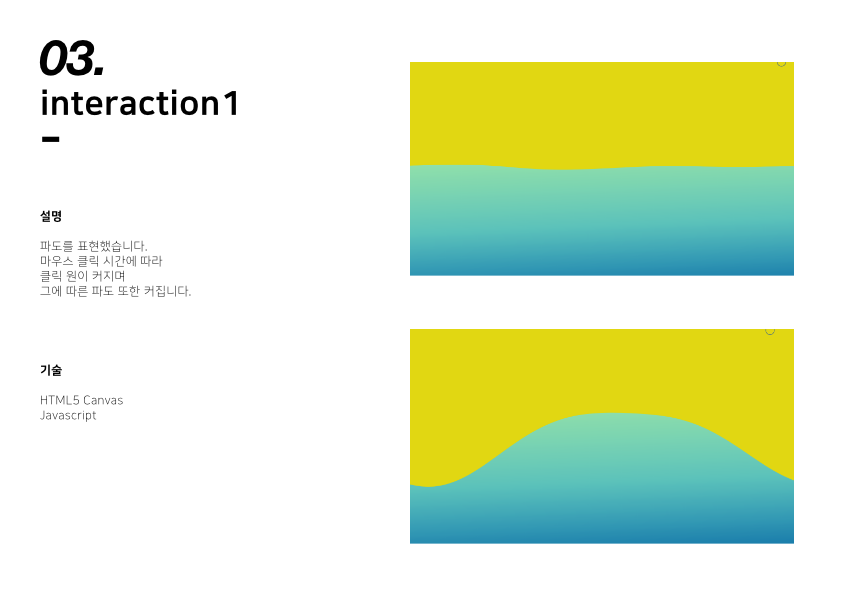 03.
interaction1
–
설명
파도를 표현했습니다.
마우스 클릭 시간에 따라
클릭 원이 커지며
그에 따른 파도 또한 커집니다.
기술
HTML5 Canvas
Javascript